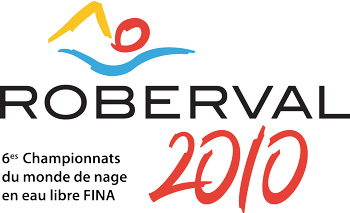 ROBERVAL
2010
6es Championnats
du monde de nage
en eau libre FINA